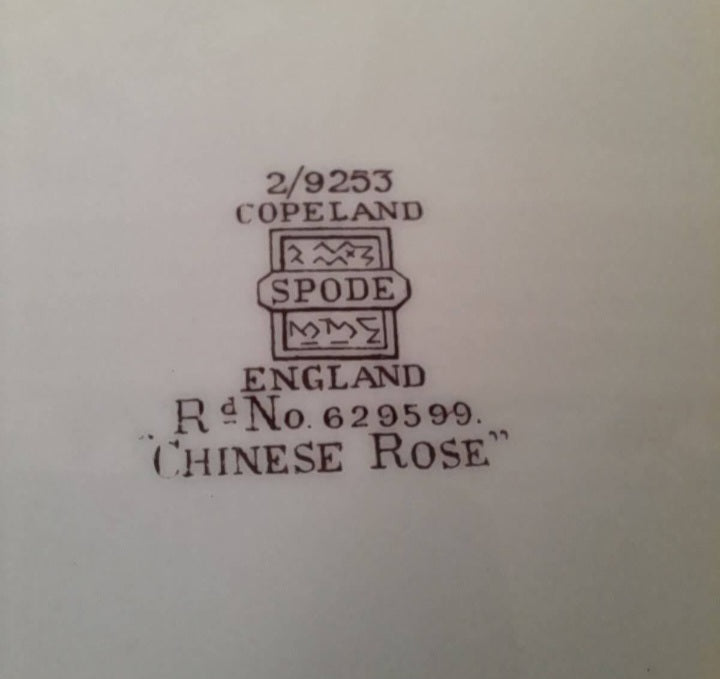 2/9253
COPELAND
SPODE
ENGLAND
Rd No. 629599.
"CHINESE ROSE"